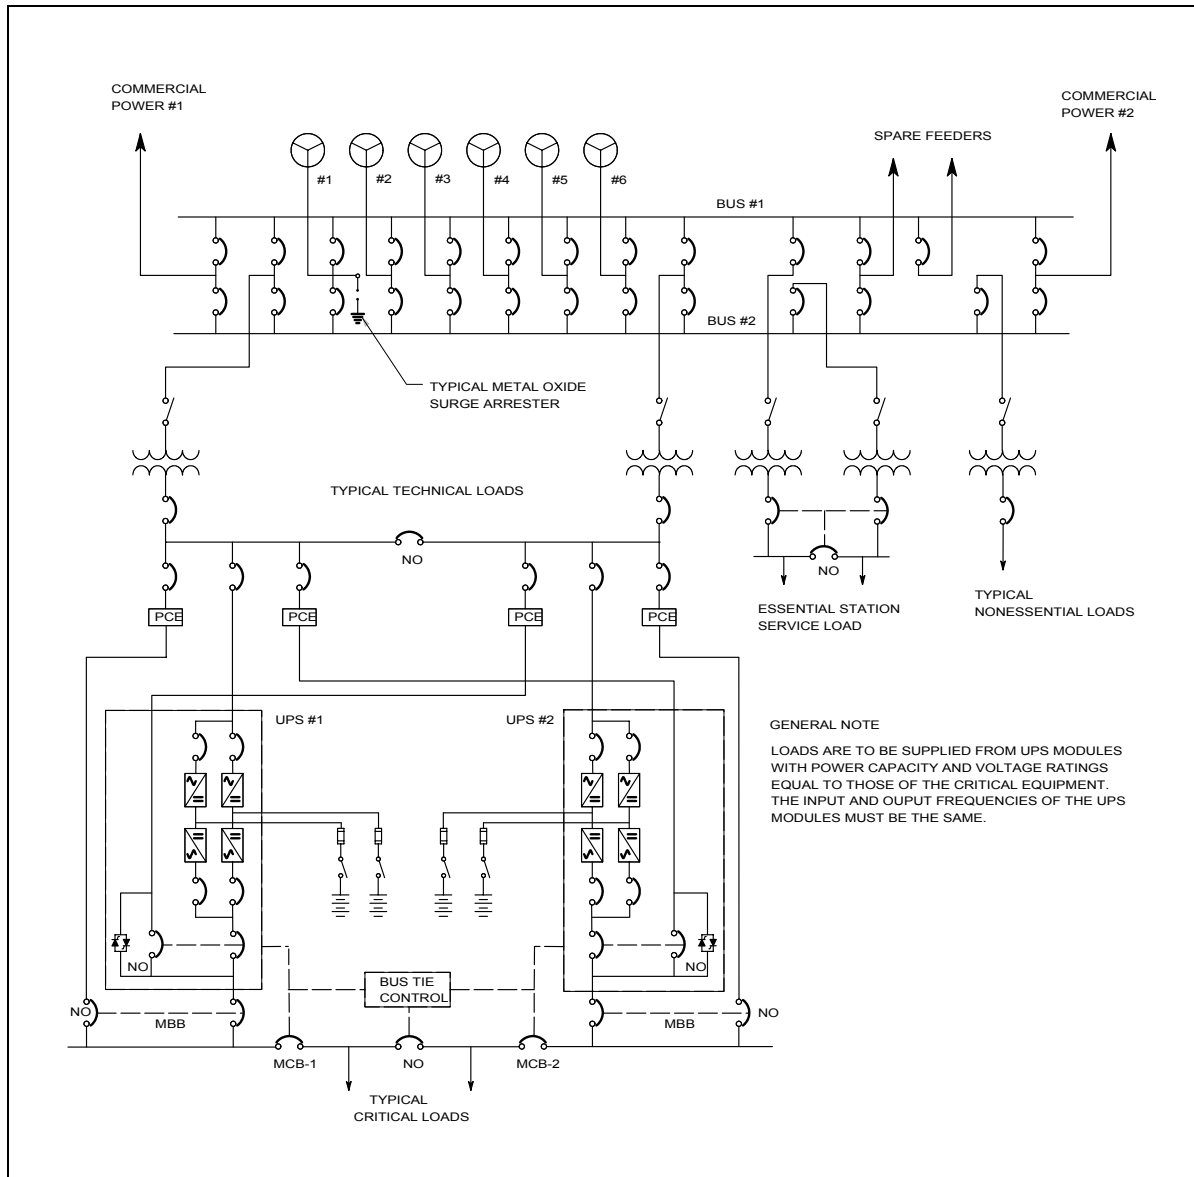 COMMERCIAL
POWER #1
COMMERCIAL
POWER #2
SPARE FEEDERS
#1
#2
#3
#4
#5
#6
BUS #1
BUS #2
TYPICAL METAL OXIDE
SURGE ARRESTER
TYPICAL TECHNICAL LOADS
NO
NO
ESSENTIAL STATION
SERVICE LOAD
TYPICAL
NONESSENTIAL LOADS
PCE
PCE
PCE
PCE
UPS #1
UPS #2
GENERAL NOTE
LOADS ARE TO BE SUPPLIED FROM UPS MODULES
WITH POWER CAPACITY AND VOLTAGE RATINGS
EQUAL TO THOSE OF THE CRITICAL EQUIPMENT.
THE INPUT AND OUPUT FREQUENCIES OF THE UPS
MODULES MUST BE THE SAME.
NO
NO
BUS TIE
CONTROL
NO
MBB
MBB
NO
MCB-1
NO
MCB-2
TYPICAL
CRITICAL LOADS